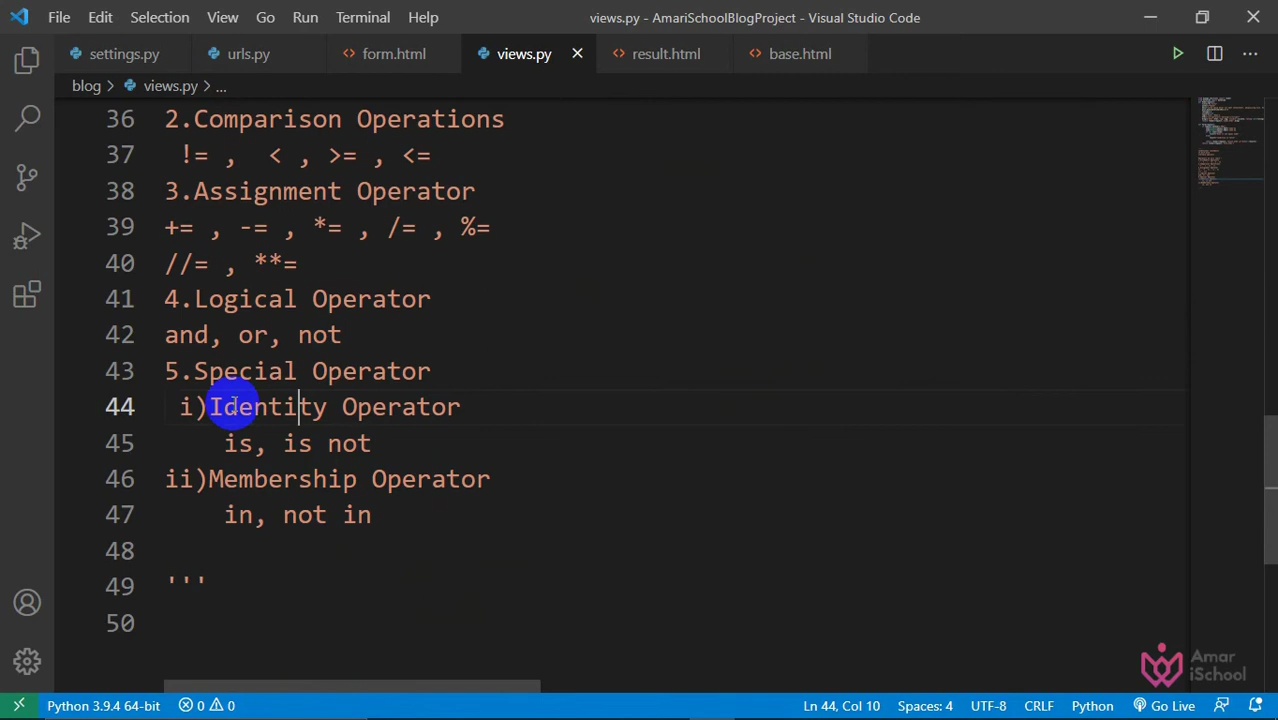 File Edit Selection View Go Run Terminal Help views.py - AmariSchoolBlogProject - Visual Studio Code
settings.py urls.py <> form.html views.py × <> result.html <> base.html ...
blog > views.py > ...
36 2.Comparison Operations
37 != , < , >= , <=
38 3.Assignment Operator
39 += , -= , *= , /= , %=
40 //= , **=
41 4.Logical Operator
42 and, or, not
43 5.Special Operator
44 i)Identity Operator
45 is, is not
46 ii)Membership Operator
47 in, not in
48
49 '''
50
Amar
iSchool
Python 3.9.4 64-bit 0 0 Ln 44, Col 10 Spaces: 4 UTF-8 CRLF Python Go Live